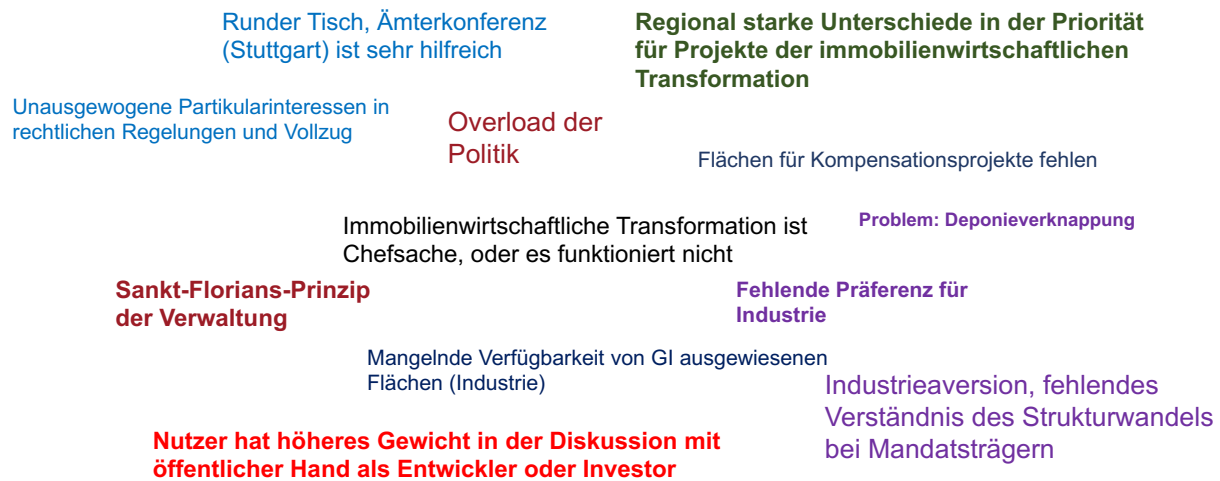 Runder Tisch, Ämterkonferenz
(Stuttgart) ist sehr hilfreich
Regional starke Unterschiede in der Priorität
für Projekte der immobilienwirtschaftlichen
Transformation
Unausgewogene Partikularinteressen in
rechtlichen Regelungen und Vollzug
Overload der
Politik
Flächen für Kompensationsprojekte fehlen
Immobilienwirtschaftliche Transformation ist
Chefsache, oder es funktioniert nicht
Problem: Deponieverknappung
Sankt-Florians-Prinzip
der Verwaltung
Fehlende Präferenz für
Industrie
Mangelnde Verfügbarkeit von GI ausgewiesenen
Flächen (Industrie)
Industrieaversion, fehlendes
Verständnis des Strukturwandels
bei Mandatsträgern
Nutzer hat höheres Gewicht in der Diskussion mit
öffentlicher Hand als Entwickler oder Investor